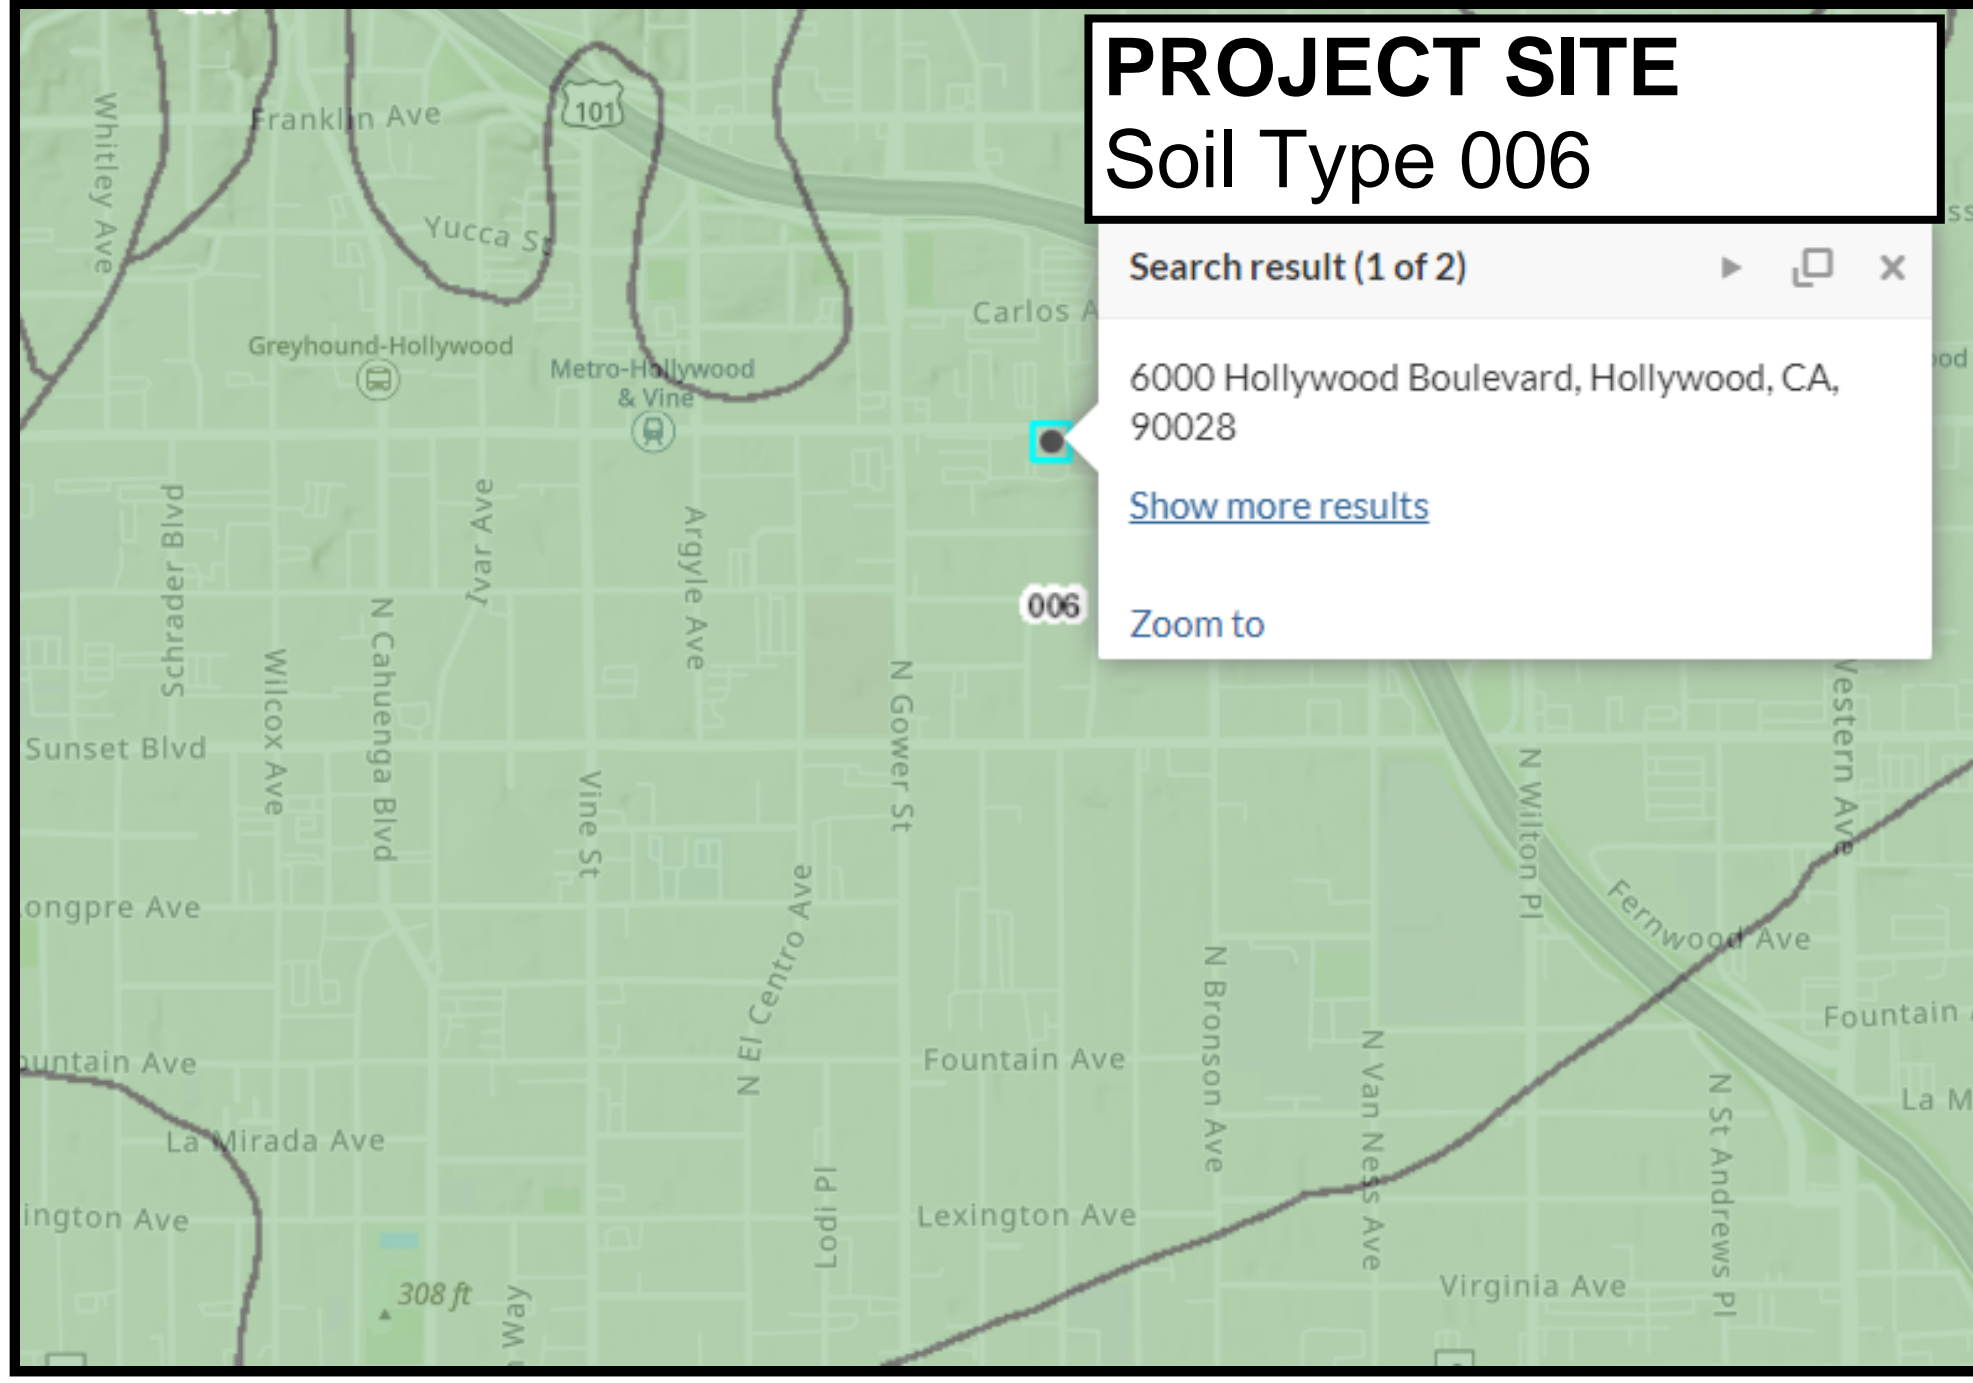 PROJECT SITE
Soil Type 006
Search result (1 of 2)
6000 Hollywood Boulevard, Hollywood, CA,
90028
Show more results
Zoom to
101
Franklin Ave
Whitley Ave
Yucca St
Carlos A
Greyhound-Hollywood
Metro-Hollywood
& Vine
Schrader Blvd
Ivar Ave
Argyle Ave
006
N Cahuenga Blvd
Wilcox Ave
N Gower St
Sunset Blvd
Vine St
Western Ave
N Wilton Pl
ongpre Ave
N El Centro Ave
Fernwood Ave
N Bronson Ave
Fountain
untain Ave
Fountain Ave
N Van Ness Ave
N St Andrews Pl
La M
La Mirada Ave
Lodi Pl
ington Ave
Lexington Ave
308 ft
Way
Virginia Ave